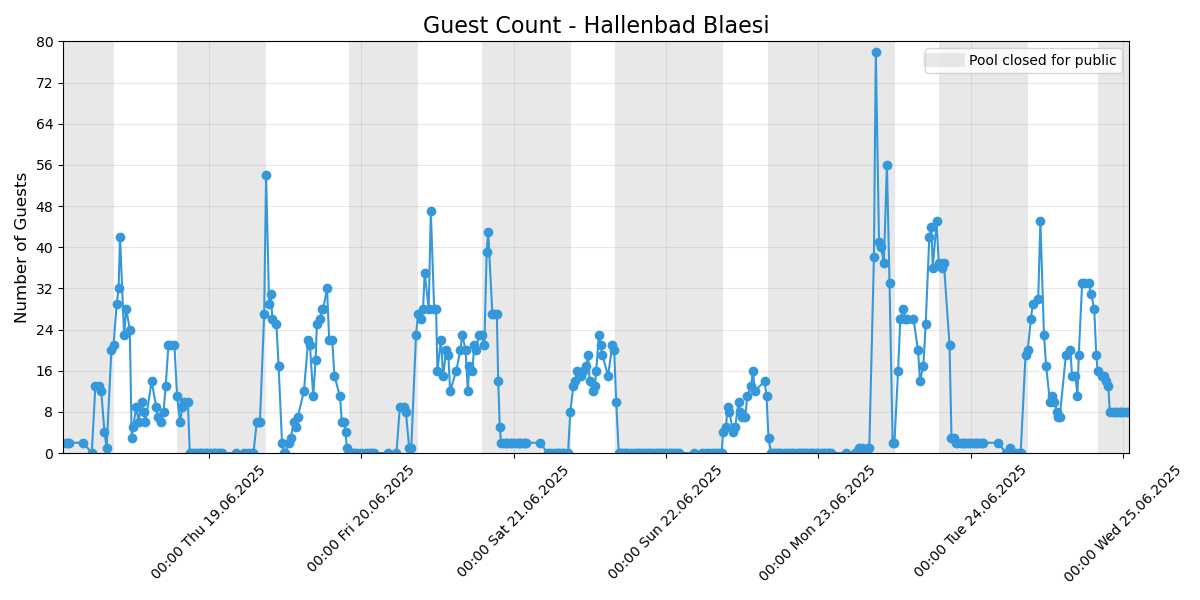 Guest Count - Hallenbad Blaesi
Pool closed for public
Number of Guests
80
72
64
56
48
40
32
24
16
8
0
00:00 Thu 19.06.2025
00:00 Fri 20.06.2025
00:00 Sat 21.06.2025
00:00 Sun 22.06.2025
00:00 Mon 23.06.2025
00:00 Tue 24.06.2025
00:00 Wed 25.06.2025